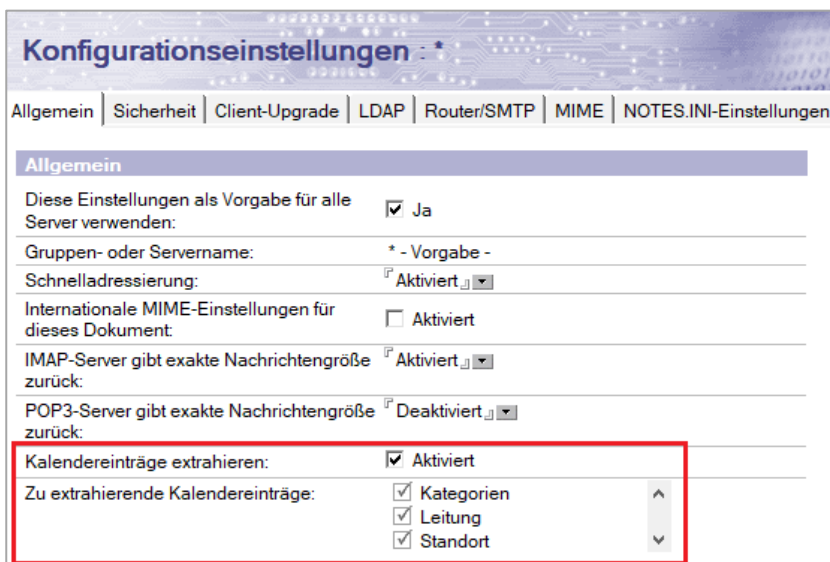 Konfigurationseinstellungen : *
Allgemein Sicherheit Client-Upgrade LDAP Router/SMTP MIME NOTES.INI-Einstellungen
Allgemein
Diese Einstellungen als Vorgabe für alle
Server verwenden:
Ja
Gruppen- oder Servername:
* - Vorgabe -
Schnelladressierung:
Aktiviert
Internationale MIME-Einstellungen für
dieses Dokument:
Aktiviert
IMAP-Server gibt exakte Nachrichtengröße
zurück:
Aktiviert
POP3-Server gibt exakte Nachrichtengröße
zurück:
Deaktiviert
Kalendereinträge extrahieren:
Aktiviert
Zu extrahierende Kalendereinträge:
Kategorien
Leitung
Standort